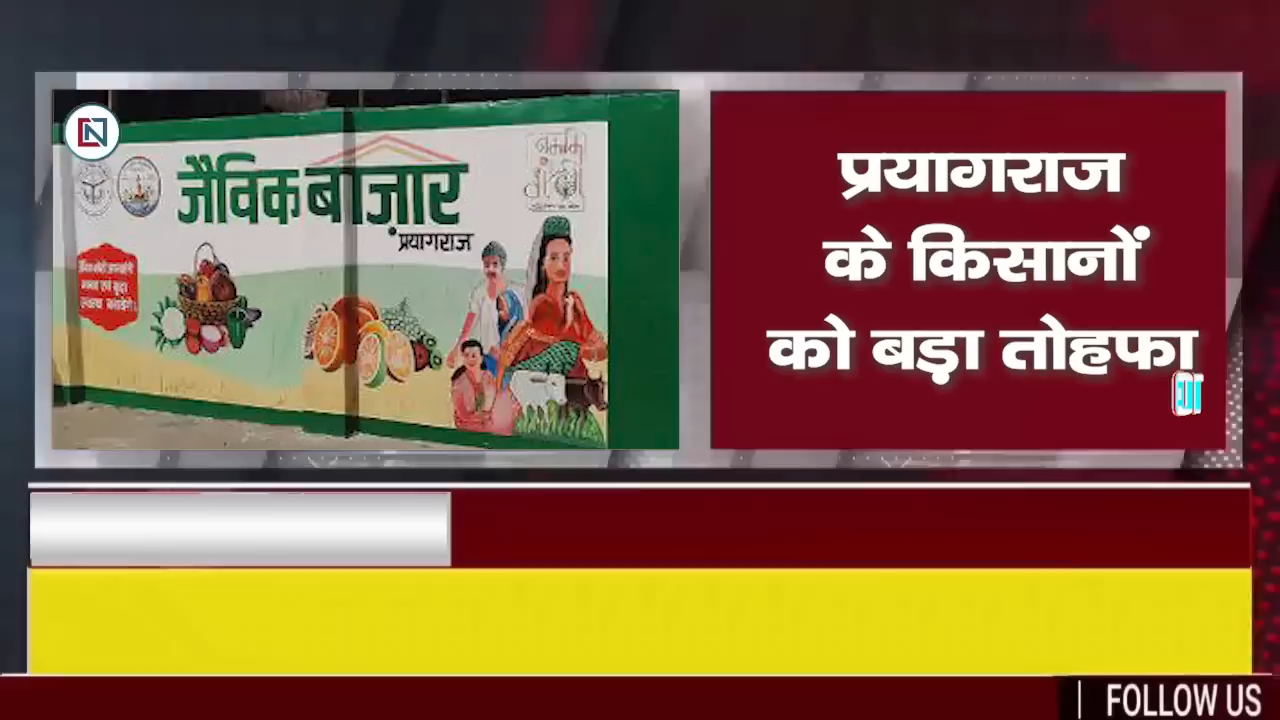 जैविक बाज़ार
प्रयागराज
प्रयागराज
के किसानों
को बड़ा तोहफा
FOLLOW US